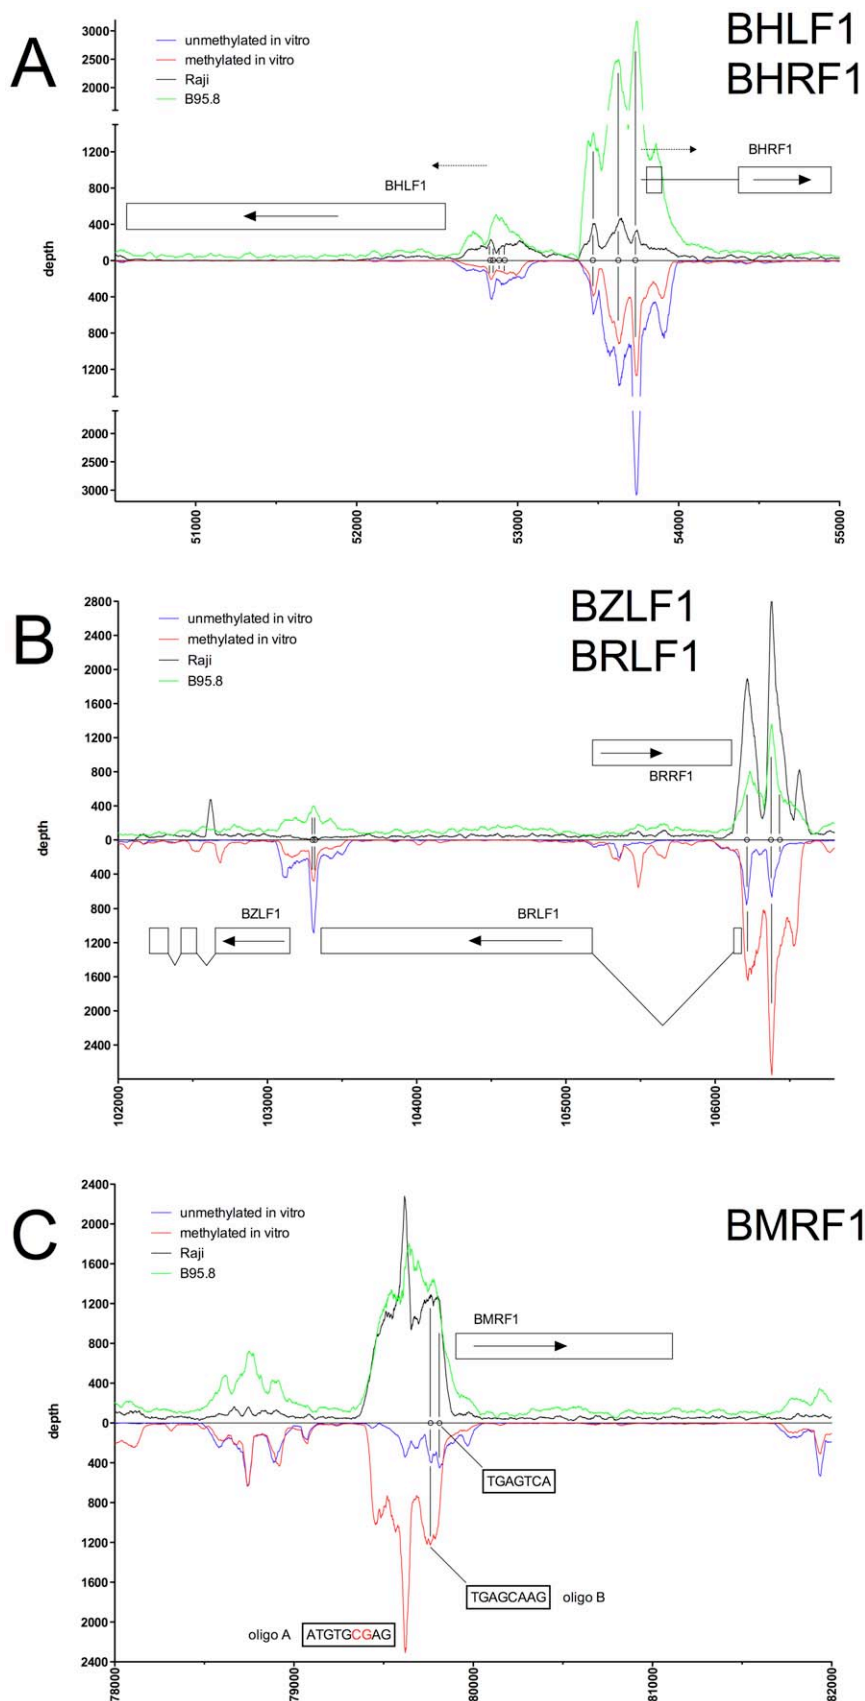 A
BHLF1
BHRF1
unmethylated in vitro
methylated in vitro
Raji
B95.8
3000
2000
1200
800
400
0
400
800
1200
2000
2500
3000
depth
BHLF1
BHRF1
51000
52000
53000
54000
55000
B
BZLF1
BRLF1
unmethylated in vitro
methylated in vitro
Raji
B95.8
2800
2400
2000
1600
1200
800
400
0
400
800
1200
1600
2000
2400
depth
BRRF1
BZLF1
BRLF1
102000
103000
104000
105000
106000
C
BMRF1
unmethylated in vitro
methylated in vitro
Raji
B95.8
2400
2000
1600
1200
800
400
0
400
800
1200
1600
2000
2400
depth
BMRF1
TGAGTCA
TGAGCAAG oligo B
oligo A ATGTGCGAG
78000
79000
80000
81000
82000